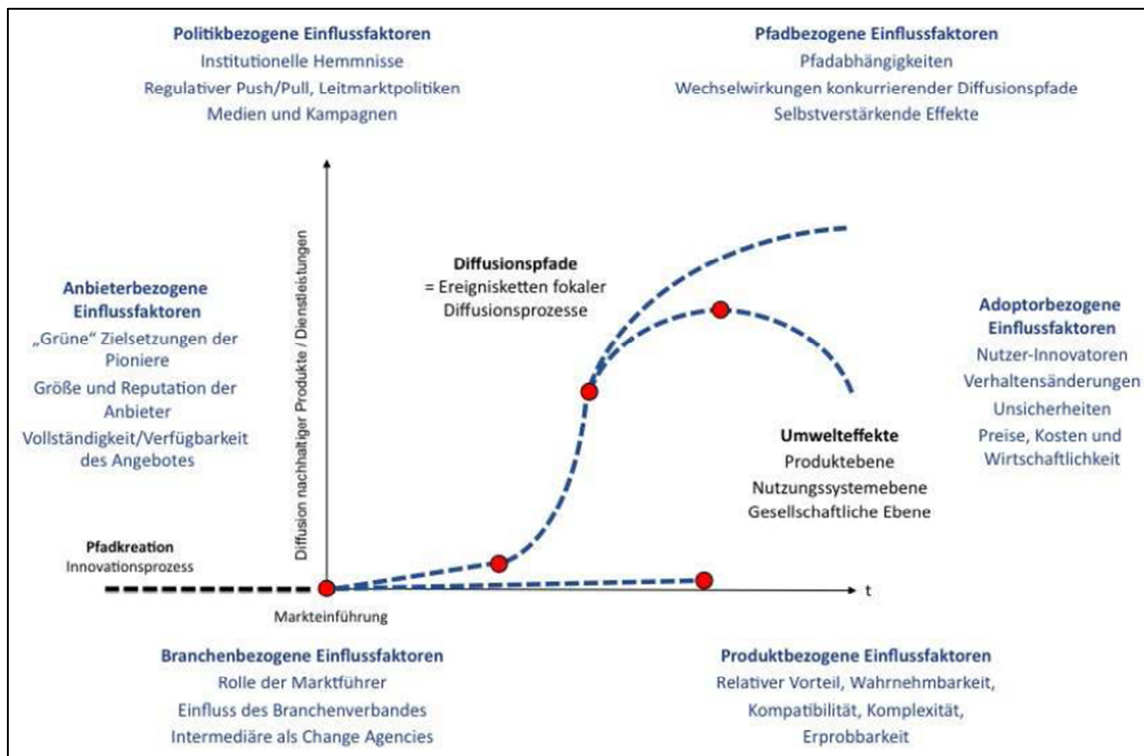 Politikbezogene Einflussfaktoren
Institutionelle Hemmnisse
Regulativer Push/Pull, Leitmarktpolitiken
Medien und Kampagnen
Pfadbezogene Einflussfaktoren
Pfadabhängigkeiten
Wechselwirkungen konkurrierender Diffusionspfade
Selbstverstärkende Effekte
Anbieterbezogene
Einflussfaktoren
„Grüne“ Zielsetzungen der
Pioniere
Größe und Reputation der
Anbieter
Vollständigkeit/Verfügbarkeit
des Angebotes
Diffusion nachhaltiger Produkte / Dienstleistungen
Diffusionspfade
= Ereignisketten fokaler
Diffusionsprozesse
Adoptorbezogene
Einflussfaktoren
Nutzer-Innovatoren
Verhaltensänderungen
Unsicherheiten
Preise, Kosten und
Wirtschaftlichkeit
Umwelteffekte
Produktebene
Nutzungssystemebene
Gesellschaftliche Ebene
Pfadkreation
Innovationsprozess
Markteinführung
t
Branchenbezogene Einflussfaktoren
Rolle der Marktführer
Einfluss des Branchenverbandes
Intermediäre als Change Agencies
Produktbezogene Einflussfaktoren
Relativer Vorteil, Wahrnehmbarkeit,
Kompatibilität, Komplexität,
Erprobbarkeit